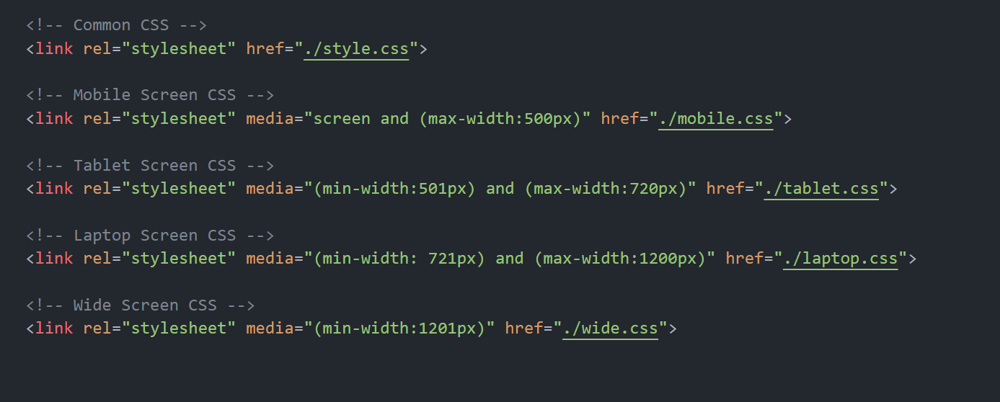 <!-- Common CSS -->
<link rel="stylesheet" href="./style.css">
<!-- Mobile Screen CSS -->
<link rel="stylesheet" media="screen and (max-width:500px)" href="./mobile.css">
<!-- Tablet Screen CSS -->
<link rel="stylesheet" media="(min-width:501px) and (max-width:720px)" href="./tablet.css">
<!-- Laptop Screen CSS -->
<link rel="stylesheet" media="(min-width: 721px) and (max-width:1200px)" href="./laptop.css">
<!-- Wide Screen CSS -->
<link rel="stylesheet" media="(min-width:1201px)" href="./wide.css">